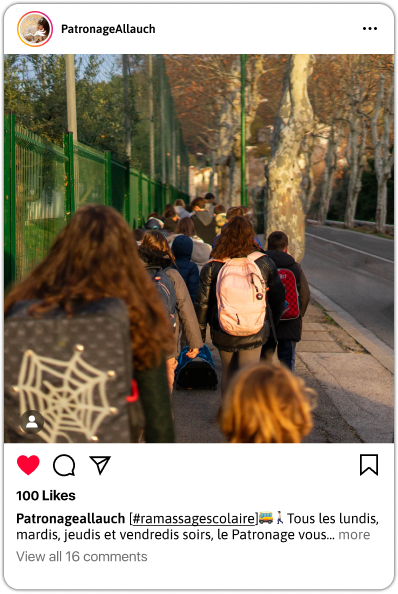 PatronageAllauch
100 Likes
Patronageallauch [#ramassagescolaire]🚌🚶Tous les lundis,
mardis, jeudis et vendredis soirs, le Patronage vous... more
View all 16 comments